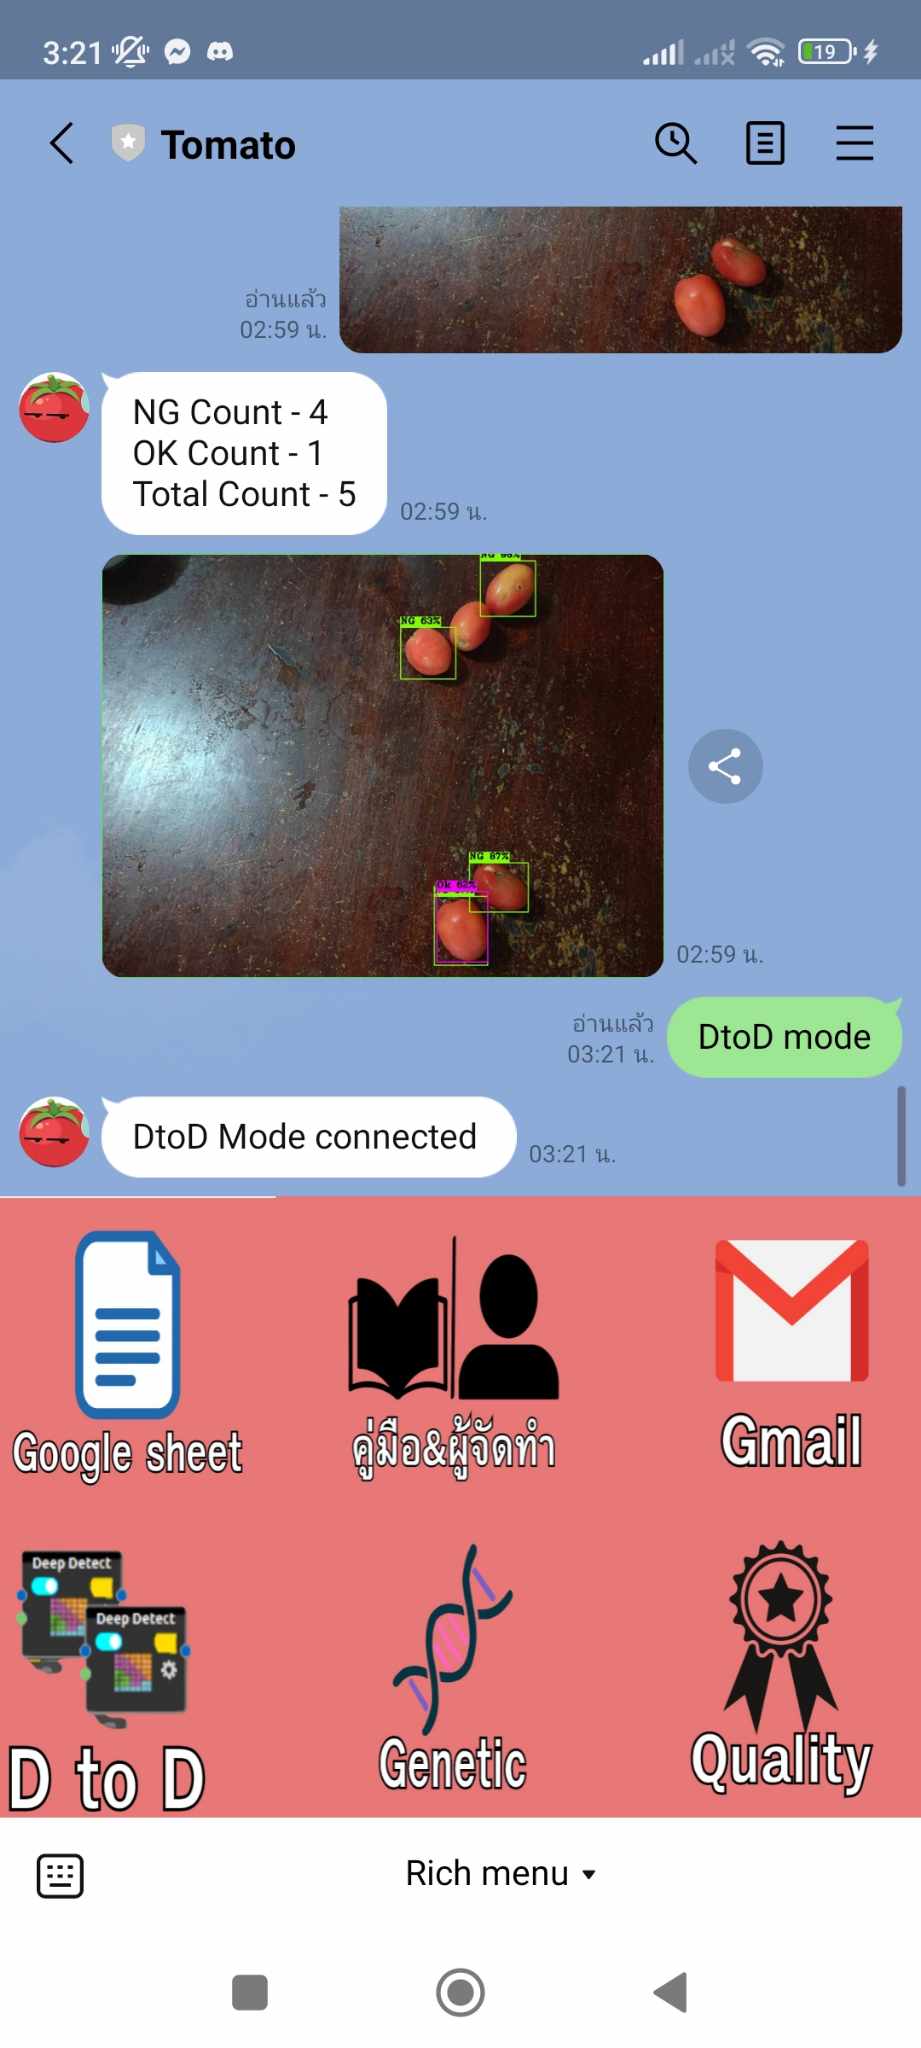 3:21
19
Tomato
อ่านแล้ว
02:59 น.
NG Count - 4
OK Count - 1
Total Count - 5
02:59 น.
NG 63%
NG 87%
Ok 62%
02:59 น.
อ่านแล้ว
03:21 น.
DtoD mode
DtoD Mode connected
03:21 น.
Google sheet
คู่มือ&ผู้จัดทำ
Gmail
Deep Detect
Deep Detect
D to D
Genetic
Quality
Rich menu